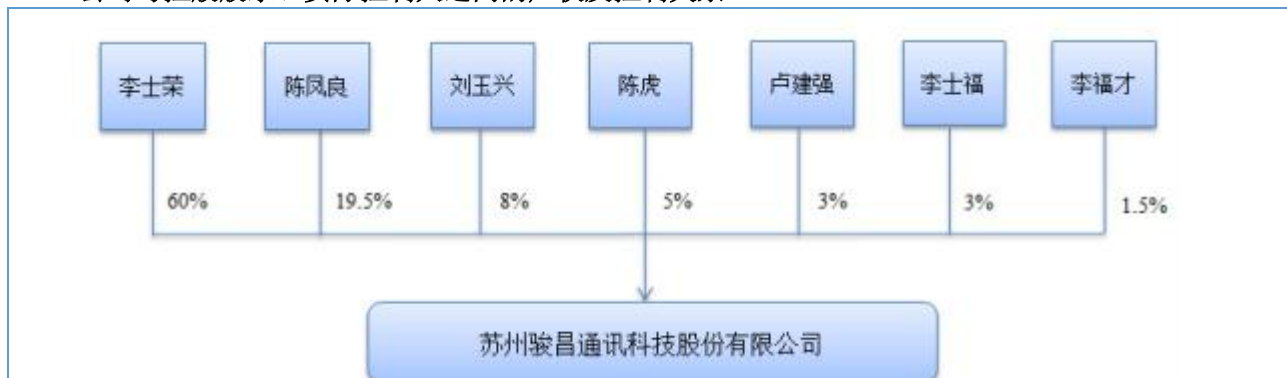 李士荣
陈凤良
刘玉兴
陈虎
卢建强
李士福
李福才
60%
19.5%
8%
5%
3%
3%
1.5%
苏州骏昌通讯科技股份有限公司